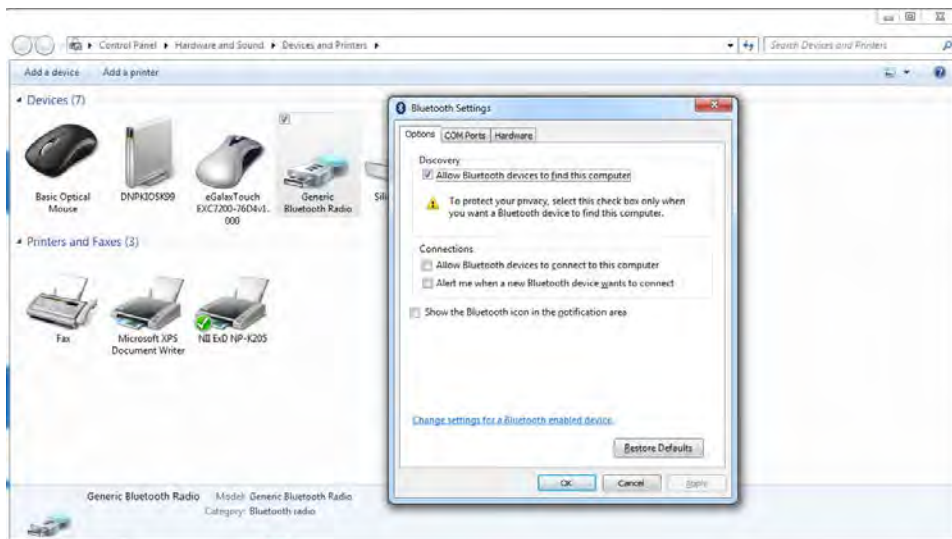 Control Panel ▸ Hardware and Sound ▸ Devices and Printers ▸
Search Devices and Printers
Add a device Add a printer
Devices (7)
Basic Optical
Mouse
DNPKIOSK99
eGalaxTouch
EXC7200-76D4v1.
000
Generic
Bluetooth Radio
Sili
Printers and Faxes (3)
Fax
Microsoft XPS
Document Writer
NII ExD NP-K205
Bluetooth Settings
Options COM Ports Hardware
Discovery
Allow Bluetooth devices to find this computer
To protect your privacy, select this check box only when
you want a Bluetooth device to find this computer.
Connections
Allow Bluetooth devices to connect to this computer
Alert me when a new Bluetooth device wants to connect
Show the Bluetooth icon in the notification area
Change settings for a Bluetooth enabled device.
Restore Defaults
OK Cancel Apply
Generic Bluetooth Radio Model: Generic Bluetooth Radio
Category: Bluetooth radio